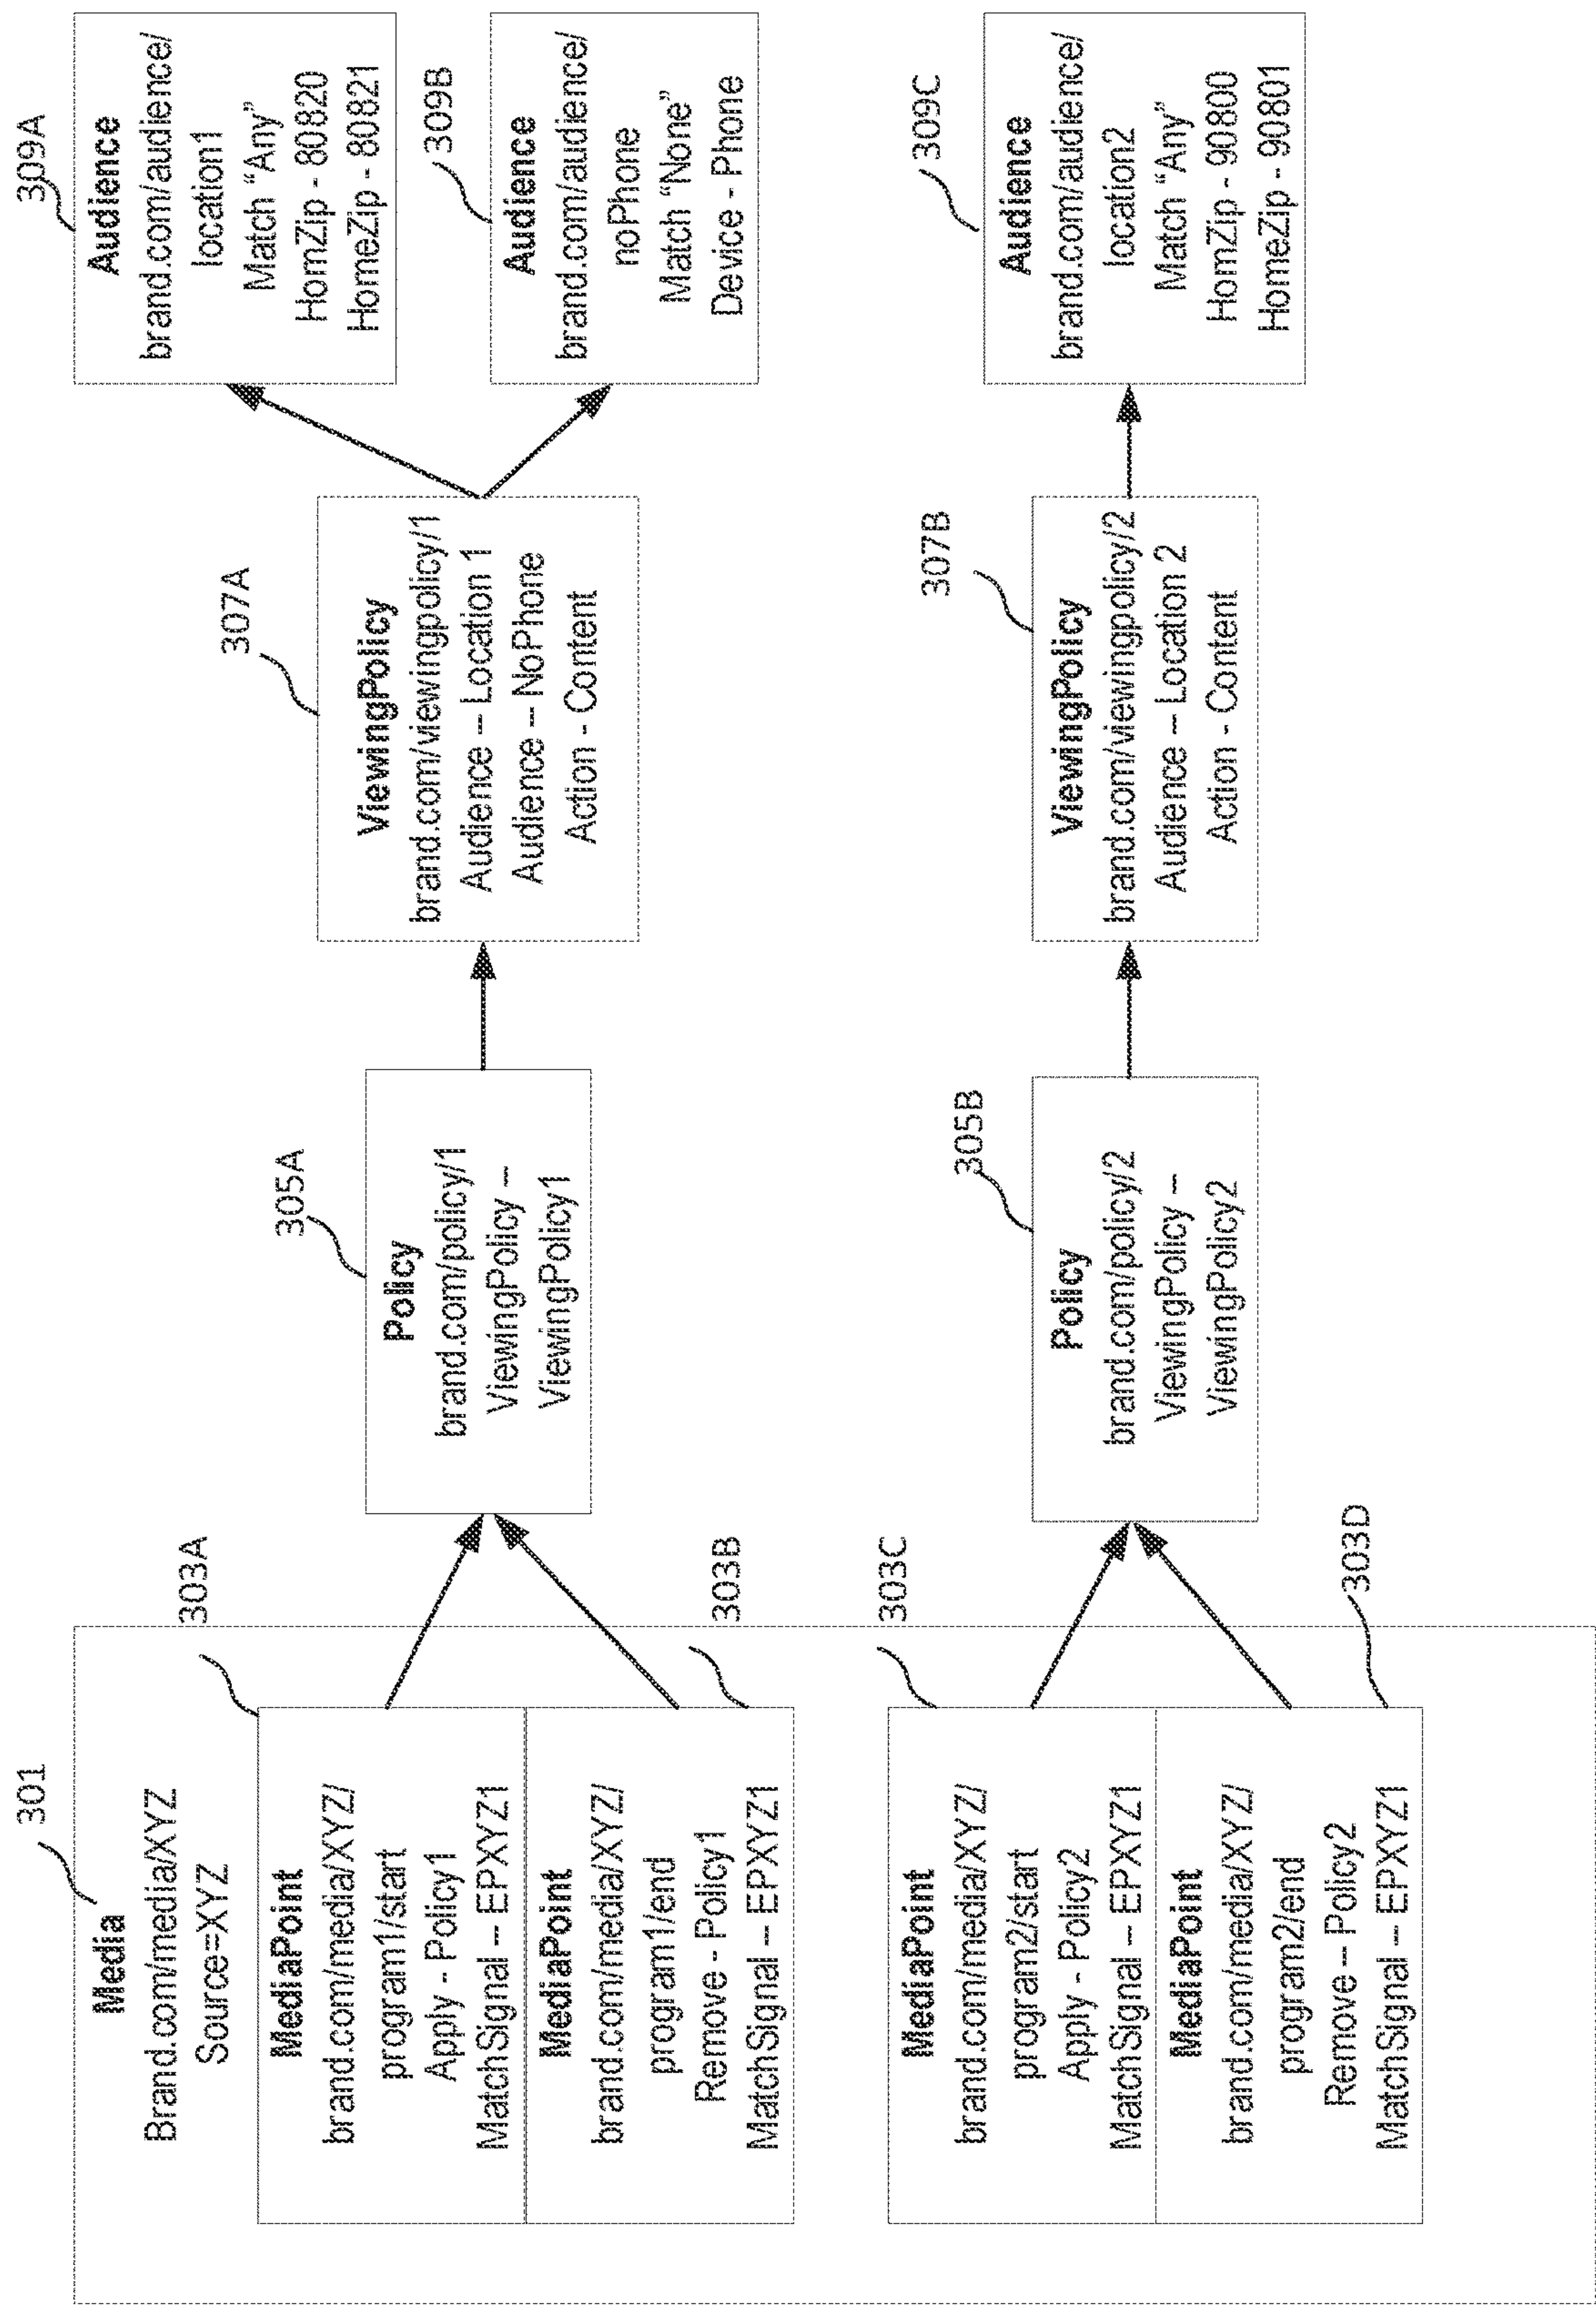 301
Media
Brand.com/media/XYZ
Source=XYZ
303A
MediaPoint
brand.com/media/XYZ/
program1/start
Apply - Policy1
MatchSignal -- EPXYZ1
303B
MediaPoint
brand.com/media/XYZ/
program1/end
Remove - Policy1
MatchSignal -- EPXYZ1
303C
MediaPoint
brand.com/media/XYZ/
program2/start
Apply - Policy2
MatchSignal -- EPXYZ1
303D
MediaPoint
brand.com/media/XYZ/
program2/end
Remove -- Policy2
MatchSignal -- EPXYZ1
305A
Policy
brand.com/policy/1
ViewingPolicy --
ViewingPolicy1
305B
Policy
brand.com/policy/2
ViewingPolicy --
ViewingPolicy2
307A
ViewingPolicy
brand.com/viewingpolicy/1
Audience -- Location 1
Audience -- NoPhone
Action - Content
307B
ViewingPolicy
brand.com/viewingpolicy/2
Audience -- Location 2
Action - Content
309A
Audience
brand.com/audience/
location1
Match “Any”
HomZip - 80820
HomeZip - 80821
309B
Audience
brand.com/audience/
noPhone
Match “None”
Device - Phone
309C
Audience
brand.com/audience/
location2
Match “Any”
HomZip - 90800
HomeZip - 90801